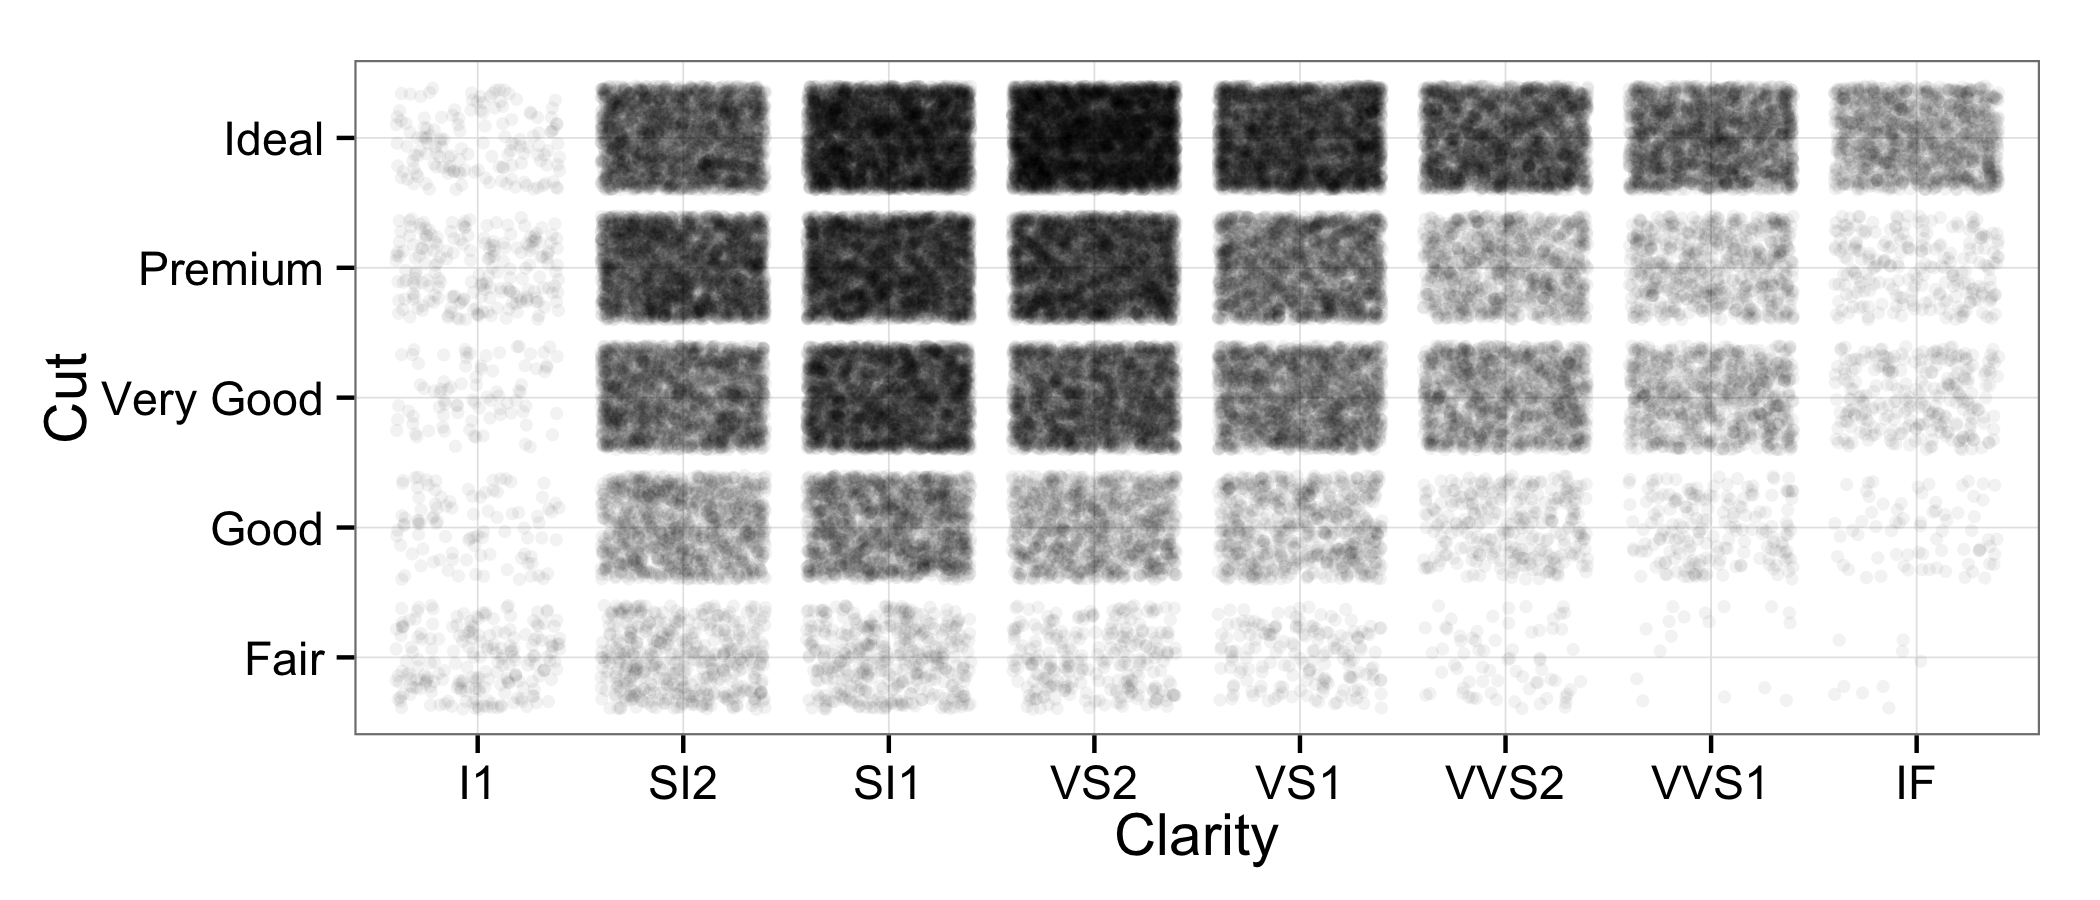 Cut
Ideal
Premium
Very Good
Good
Fair
I1 SI2 SI1 VS2 VS1 VVS2 VVS1 IF
Clarity